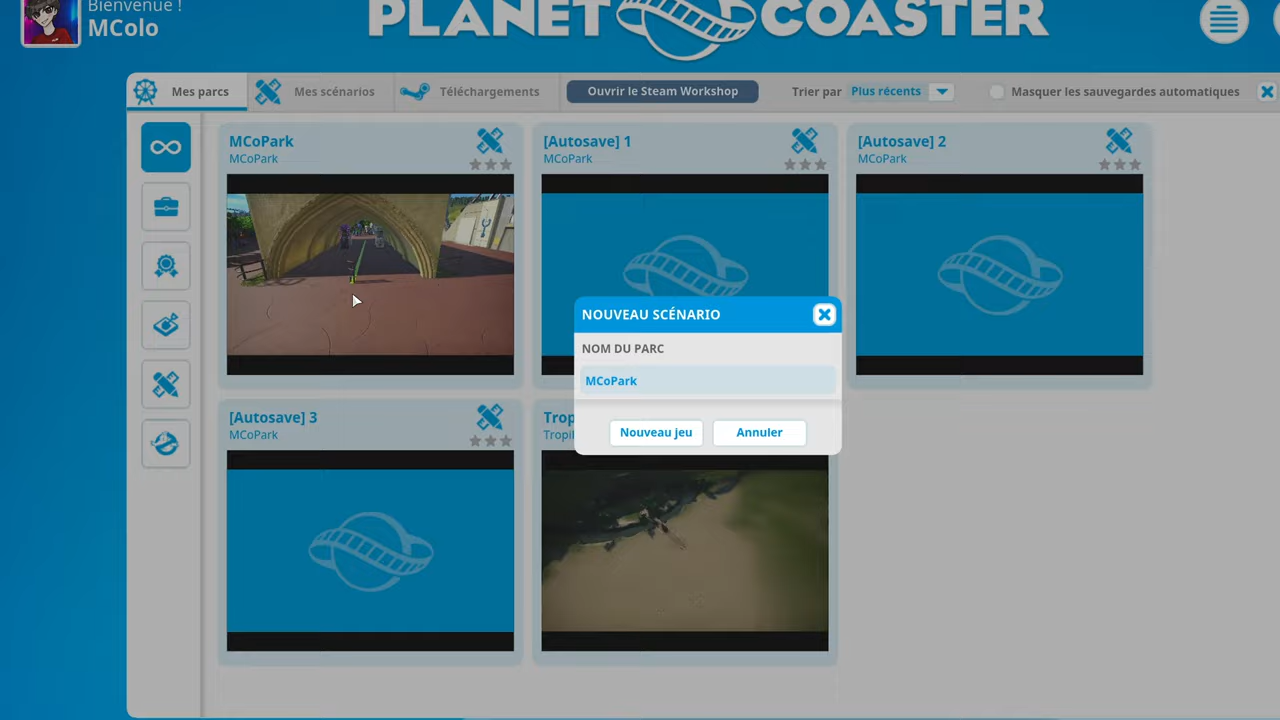 Bienvenue !
MColo
PLANET COASTER
Mes parcs
Mes scénarios
Téléchargements
Ouvrir le Steam Workshop
Trier par
Plus récents
Masquer les sauvegardes automatiques
MCoPark
MCoPark
[Autosave] 1
MCoPark
[Autosave] 2
MCoPark
NOUVEAU SCÉNARIO
NOM DU PARC
MCoPark
Nouveau jeu
Annuler
[Autosave] 3
MCoPark